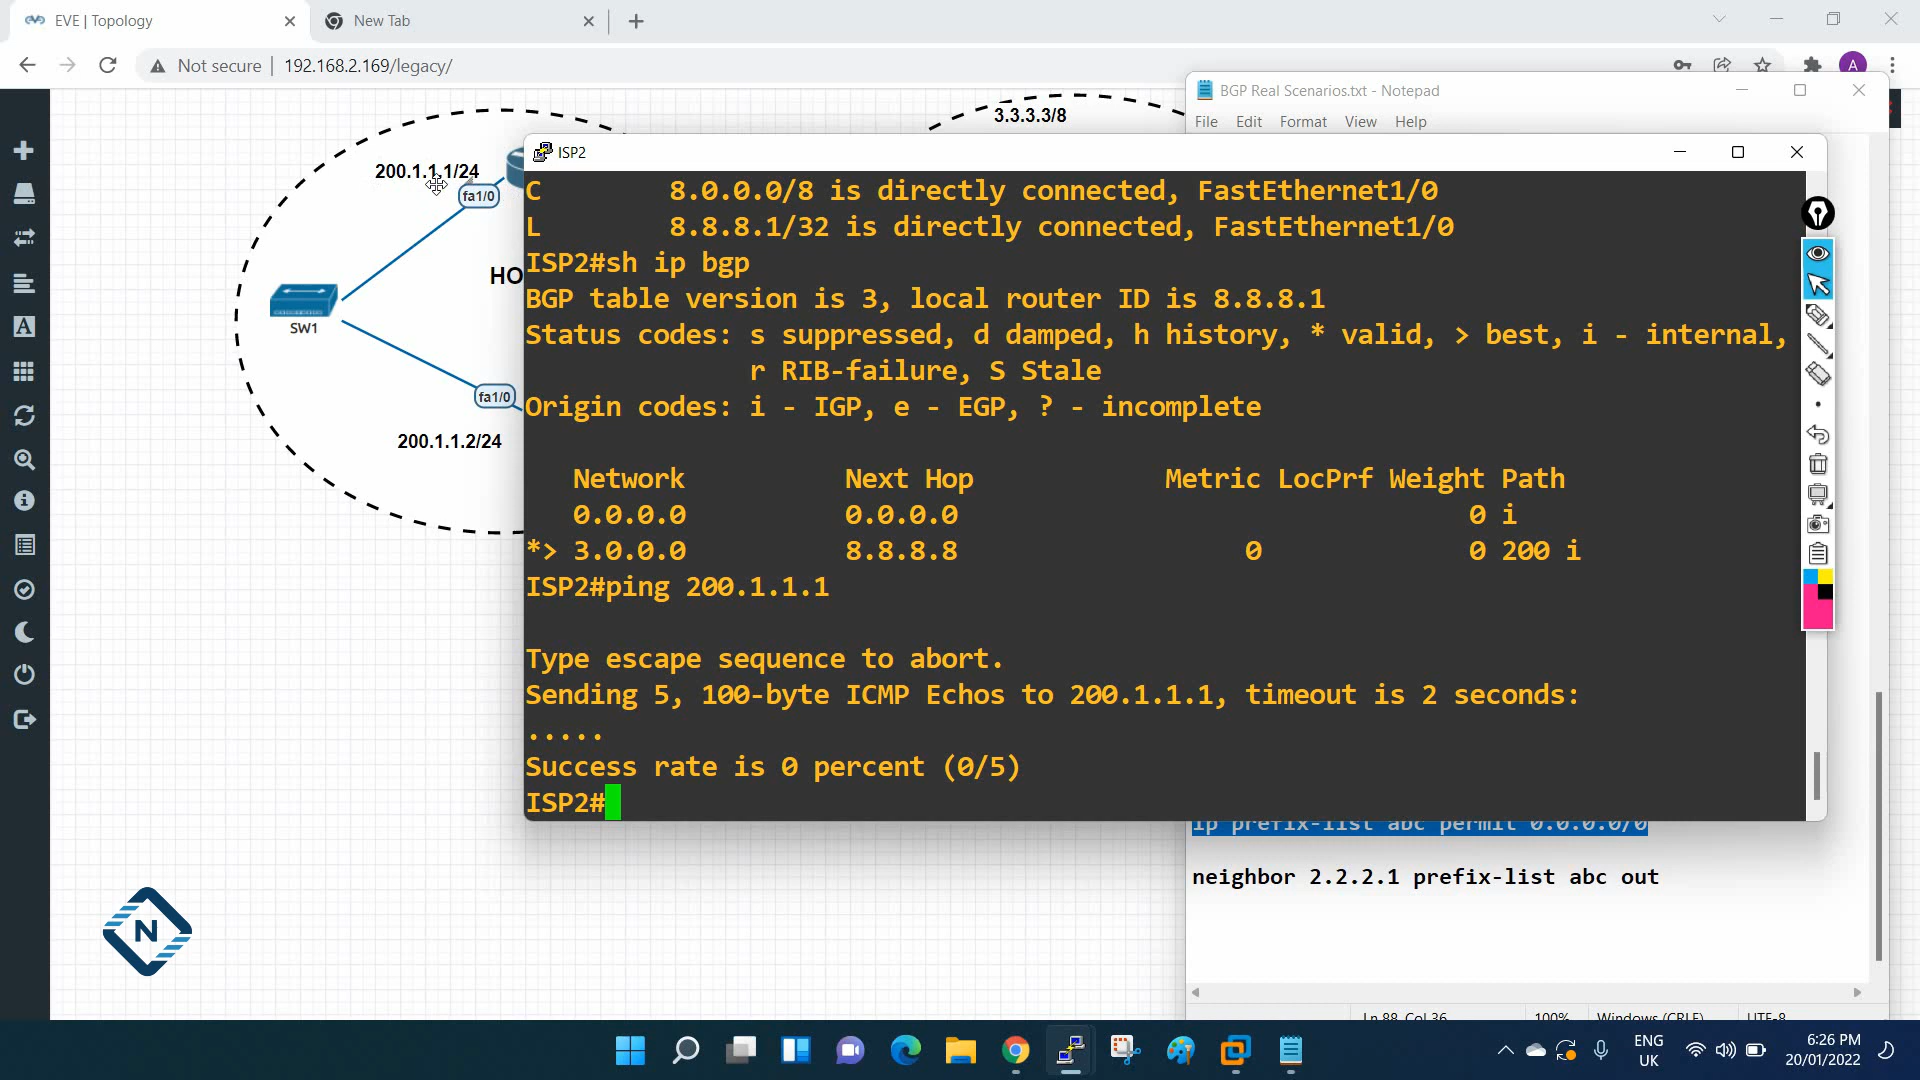 EVE | Topology
New Tab
Not secure
192.168.2.169/legacy/
A
BGP Real Scenarios.txt - Notepad
File Edit Format View Help
3.3.3.3/8
200.1.1.1/24
fa1/0
SW1
HO
fa1/0
200.1.1.2/24
N
ISP2
C 8.0.0.0/8 is directly connected, FastEthernet1/0
L 8.8.8.1/32 is directly connected, FastEthernet1/0
ISP2#sh ip bgp
BGP table version is 3, local router ID is 8.8.8.1
Status codes: s suppressed, d damped, h history, * valid, > best, i - internal,
r RIB-failure, S Stale
Origin codes: i - IGP, e - EGP, ? - incomplete
Network Next Hop Metric LocPrf Weight Path
0.0.0.0 0.0.0.0 0 i
*> 3.0.0.0 8.8.8.8 0 0 200 i
ISP2#ping 200.1.1.1
Type escape sequence to abort.
Sending 5, 100-byte ICMP Echos to 200.1.1.1, timeout is 2 seconds:
.....
Success rate is 0 percent (0/5)
ISP2#
ip prefix-list abc permit 0.0.0.0/0
neighbor 2.2.2.1 prefix-list abc out
Ln 88, Col 36 100% Windows (CRLF) UTF-8
ENG
UK
6:26 PM
20/01/2022